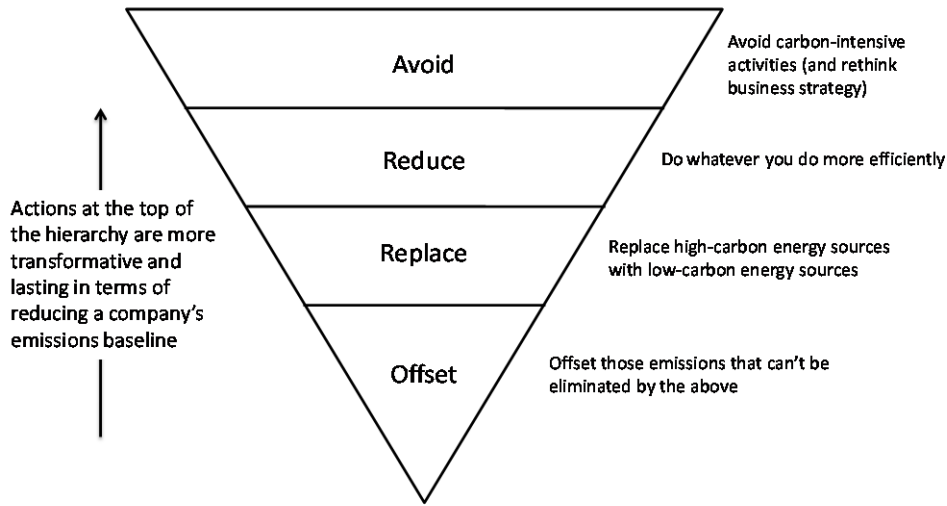 Avoid
Avoid carbon-intensive
activities (and rethink
business strategy)
Reduce
Do whatever you do more efficiently
Actions at the top of
the hierarchy are more
transformative and
lasting in terms of
reducing a company's
emissions baseline
Replace
Replace high-carbon energy sources
with low-carbon energy sources
Offset
Offset those emissions that can't be
eliminated by the above